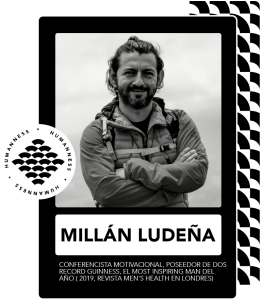 HUMANNESS • HUMANNESS • HUMANNESS •
MILLÁN LUDEÑA
CONFERENCISTA MOTIVACIONAL, POSEEDOR DE DOS
RECORD GUINNESS, EL MOST INSPIRING MAN DEL
AÑO ( 2019, REVISTA MEN'S HEALTH EN LONDRES)